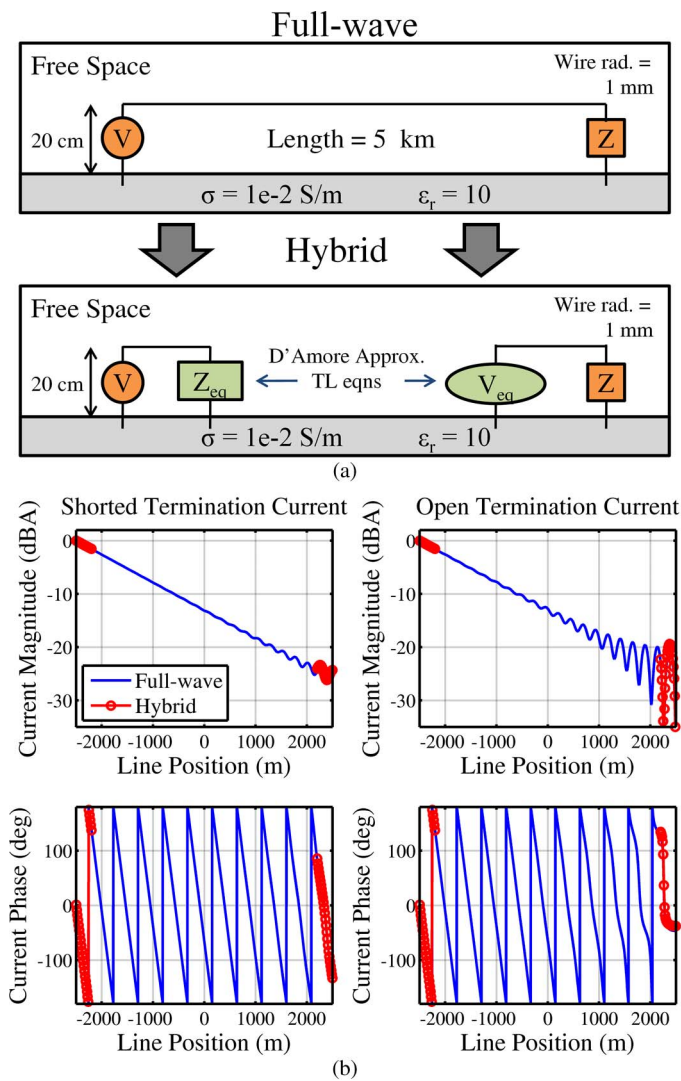 Full-wave
Free Space
Wire rad. =
1 mm
20 cm
V
Length = 5 km
Z
σ = 1e-2 S/m εr = 10
Hybrid
Free Space
Wire rad. =
1 mm
20 cm
V
Zeq
D'Amore Approx.
TL eqns
Veq
Z
σ = 1e-2 S/m εr = 10
(a)
Shorted Termination Current
Current Magnitude (dBA)
0
-10
-20
-30
Full-wave
Hybrid
-2000 -1000 0 1000 2000
Line Position (m)
Open Termination Current
Current Magnitude (dBA)
0
-10
-20
-30
-2000 -1000 0 1000 2000
Line Position (m)
Current Phase (deg)
100
0
-100
-2000 -1000 0 1000 2000
Line Position (m)
Current Phase (deg)
100
0
-100
-2000 -1000 0 1000 2000
Line Position (m)
(b)